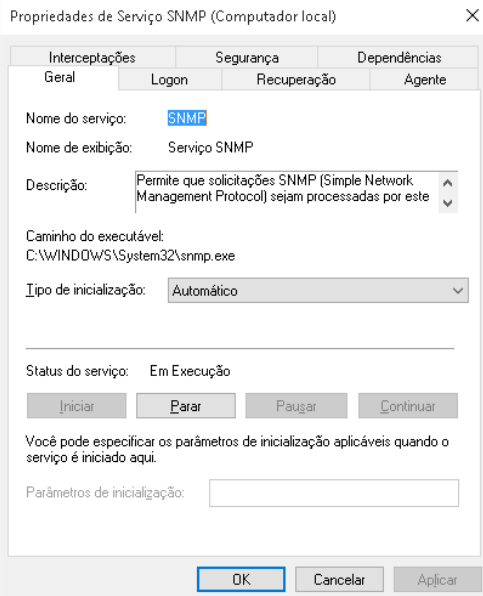 Propriedades de Serviço SNMP (Computador local)
Interceptações Segurança Dependências
Geral Logon Recuperação Agente
Nome do serviço: SNMP
Nome de exibição: Serviço SNMP
Descrição: Permite que solicitações SNMP (Simple Network
Management Protocol) sejam processadas por este
Caminho do executável:
C:\WINDOWS\System32\snmp.exe
Tipo de inicialização: Automático
Status do serviço: Em Execução
Iniciar Parar Pausar Continuar
Você pode especificar os parâmetros de inicialização aplicáveis quando o
serviço é iniciado aqui.
Parâmetros de inicialização:
OK Cancelar Aplicar